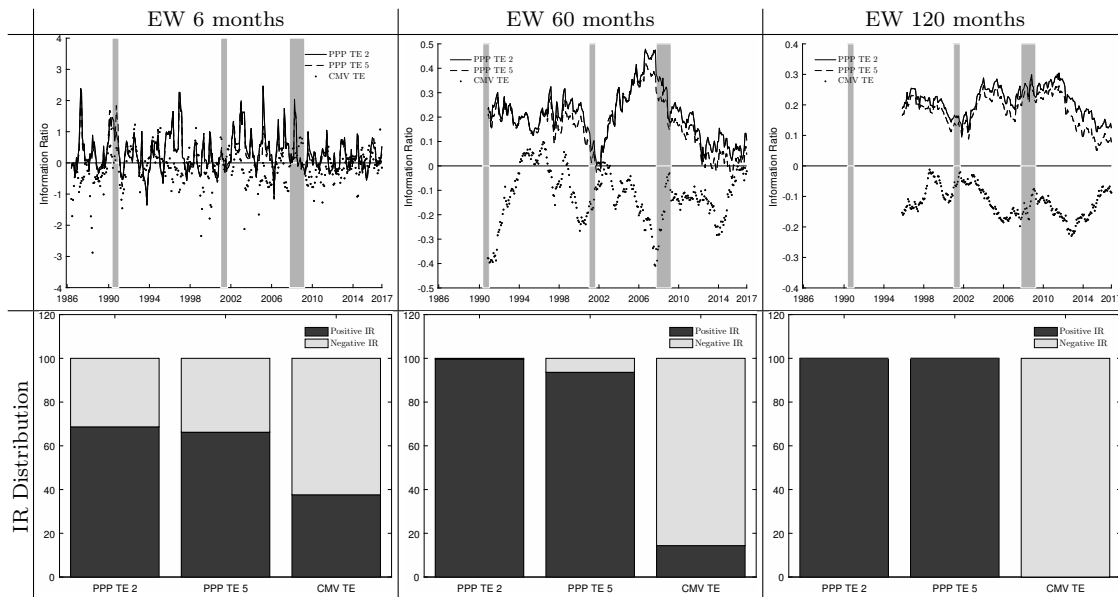 EW 6 months
EW 60 months
EW 120 months
Information Ratio
4
3
2
1
0
-1
-2
-3
-4
1986
1990
1994
1998
2002
2006
2010
2014
2017
PPP TE 2
PPP TE 5
CMV TE
Information Ratio
0.5
0.4
0.3
0.2
0.1
0
-0.1
-0.2
-0.3
-0.4
-0.5
1986
1990
1994
1998
2002
2006
2010
2014
2017
PPP TE 2
PPP TE 5
CMV TE
Information Ratio
0.4
0.3
0.2
0.1
0
-0.1
-0.2
-0.3
-0.4
1986
1990
1994
1998
2002
2006
2010
2014
2017
PPP TE 2
PPP TE 5
CMV TE
IR Distribution
120
100
80
60
40
20
0
Positive IR
Negative IR
PPP TE 2
PPP TE 5
CMV TE
120
100
80
60
40
20
0
Positive IR
Negative IR
PPP TE 2
PPP TE 5
CMV TE
120
100
80
60
40
20
0
Positive IR
Negative IR
PPP TE 2
PPP TE 5
CMV TE